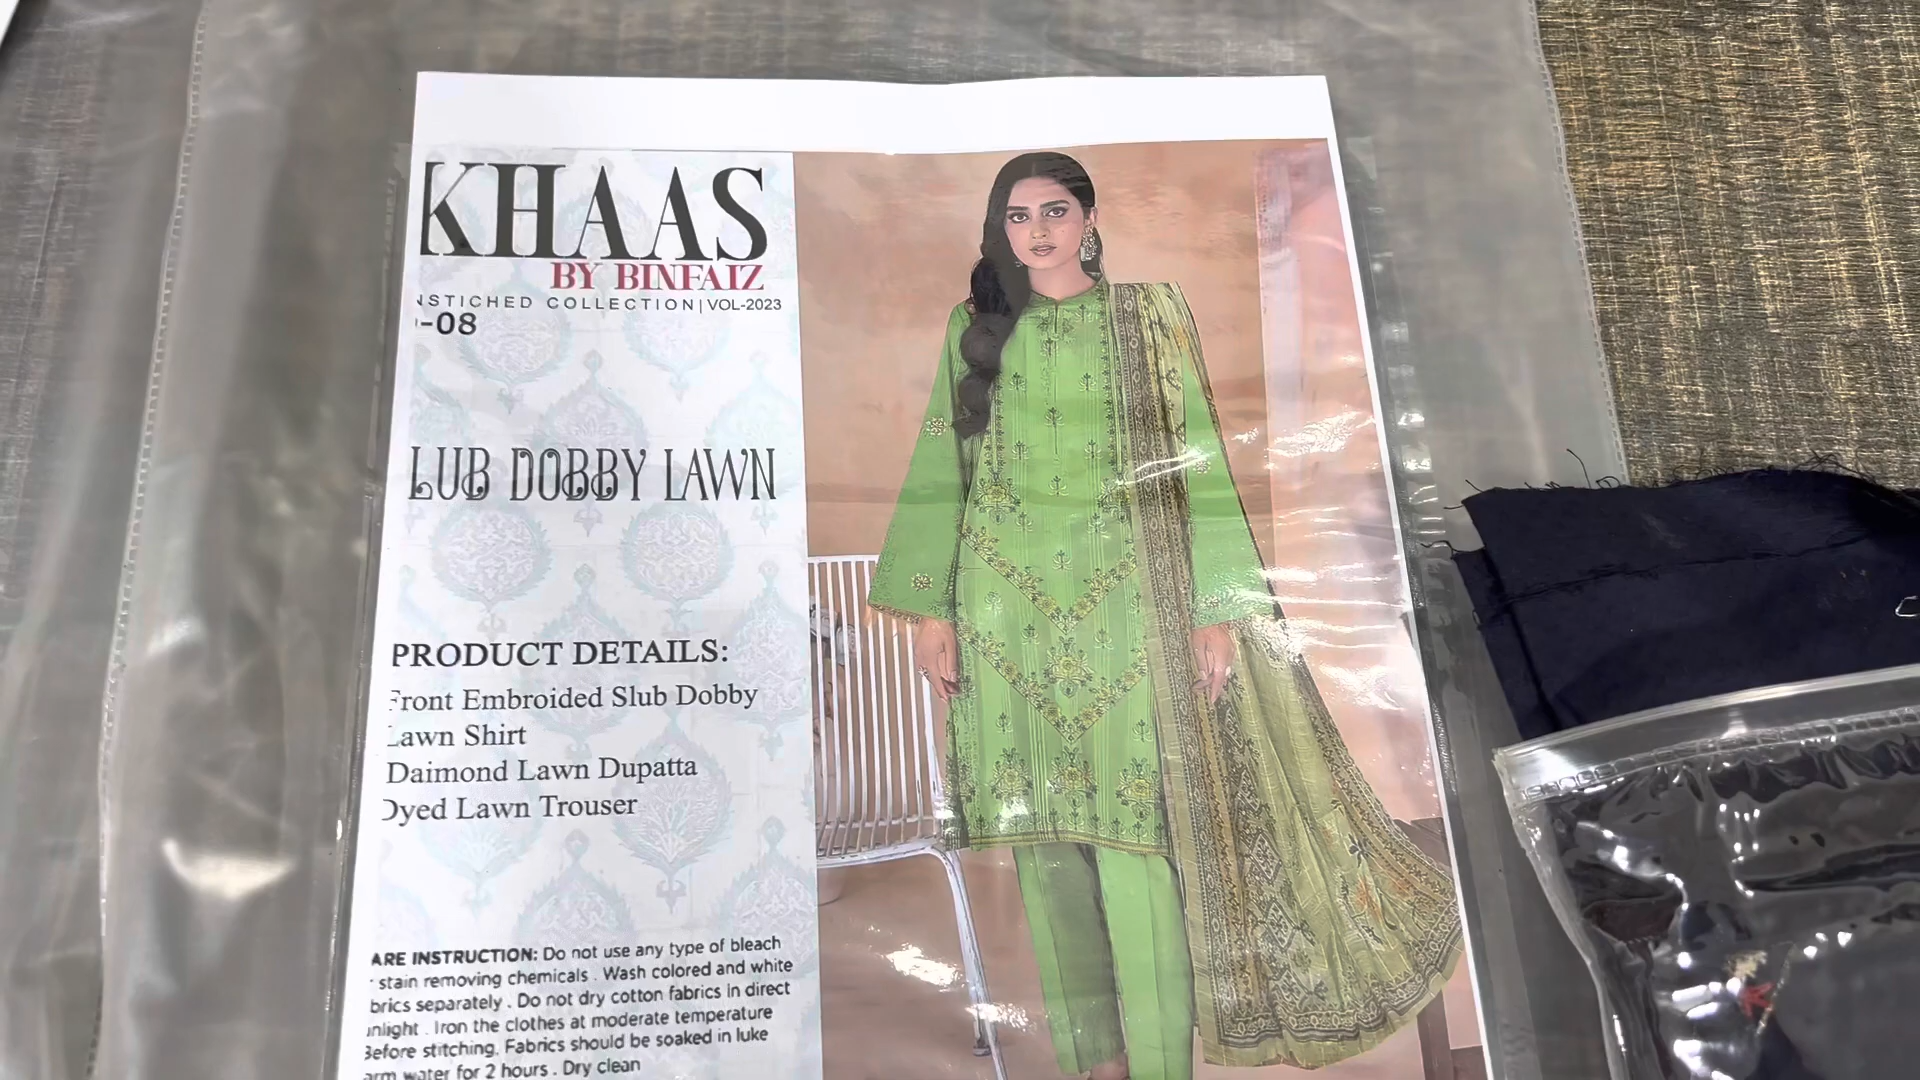 KHAAS
BY BINFAIZ
NSTICHED COLLECTION|VOL-2023
-08
LUB DOBBY LAWN
PRODUCT DETAILS:
Front Embroided Slub Dobby
Lawn Shirt
Daimond Lawn Dupatta
Dyed Lawn Trouser
ARE INSTRUCTION: Do not use any type of bleach
stain removing chemicals . Wash colored and white
brics separately . Do not dry cotton fabrics In direct
unlight . Iron the clothes at moderate temperature
Before stitching. Fabrics should be soaked in luke
arm water for 2 hours . Dry clean